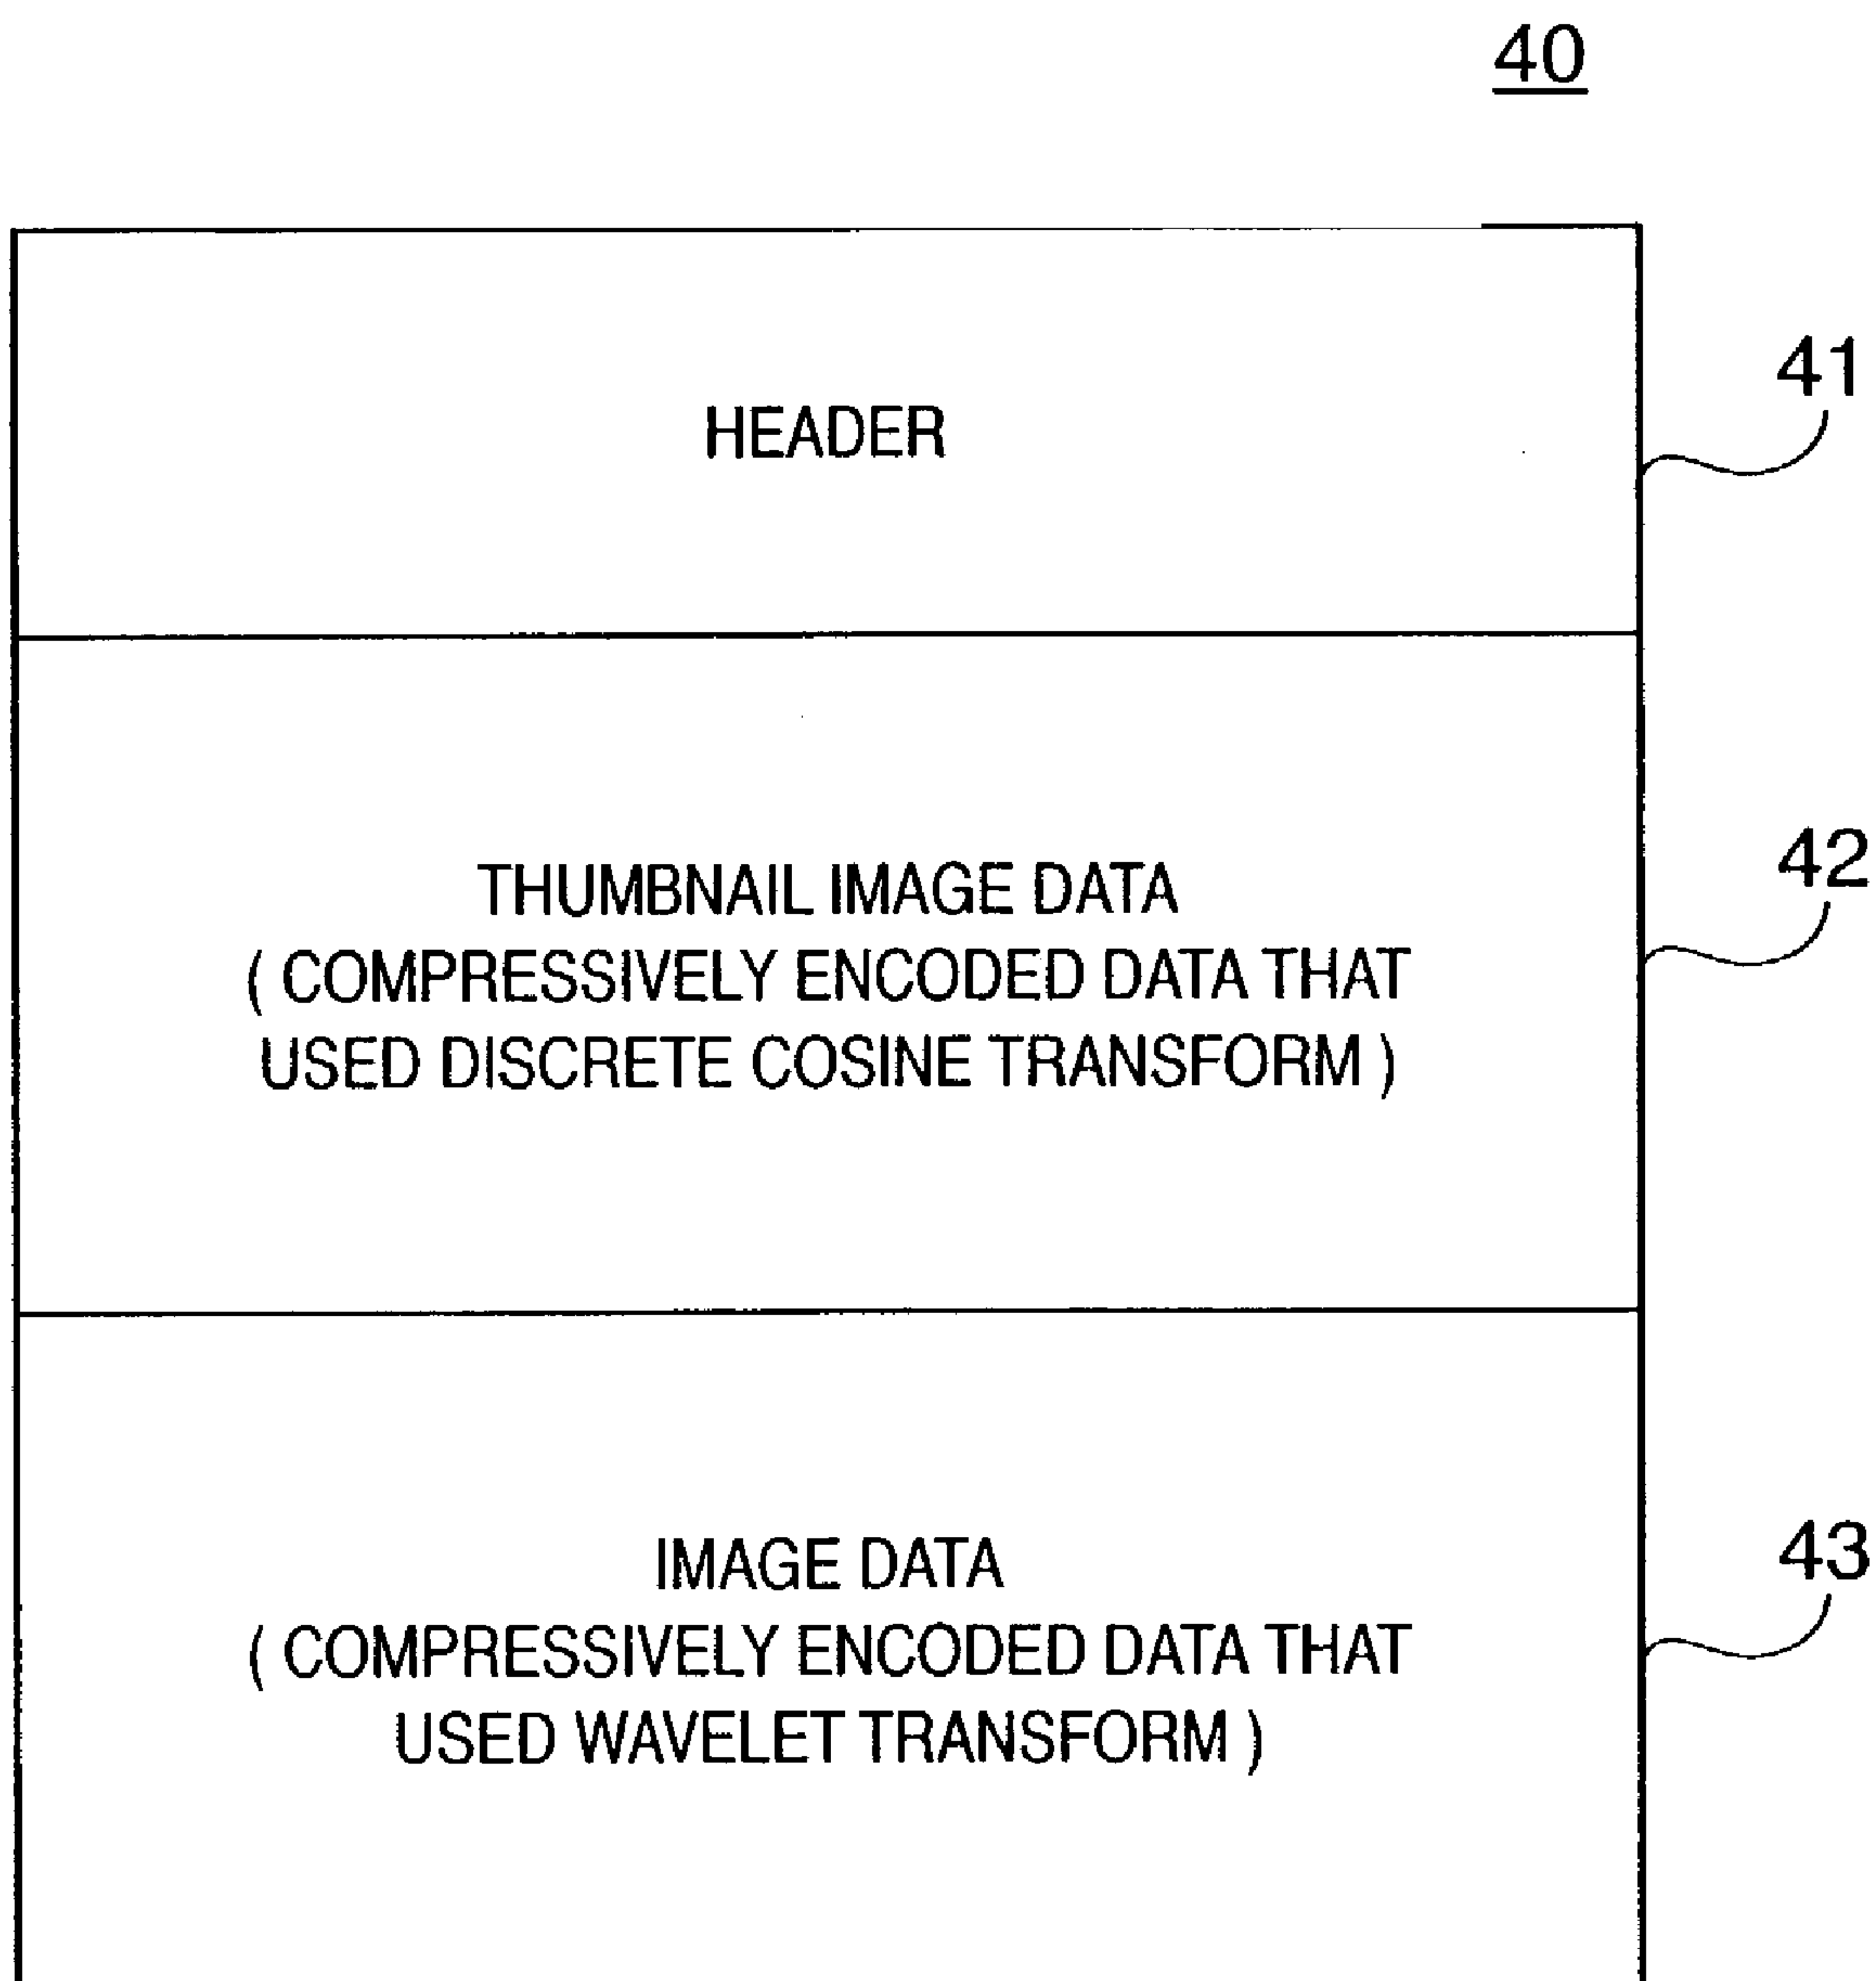 40
HEADER
41
THUMBNAIL IMAGE DATA
( COMPRESSIVELY ENCODED DATA THAT
USED DISCRETE COSINE TRANSFORM )
42
IMAGE DATA
( COMPRESSIVELY ENCODED DATA THAT
USED WAVELET TRANSFORM )
43